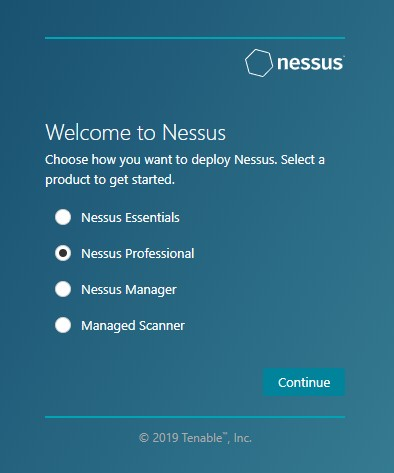 nessus
Welcome to Nessus
Choose how you want to deploy Nessus. Select a
product to get started.
Nessus Essentials
Nessus Professional
Nessus Manager
Managed Scanner
Continue
© 2019 Tenable™, Inc.